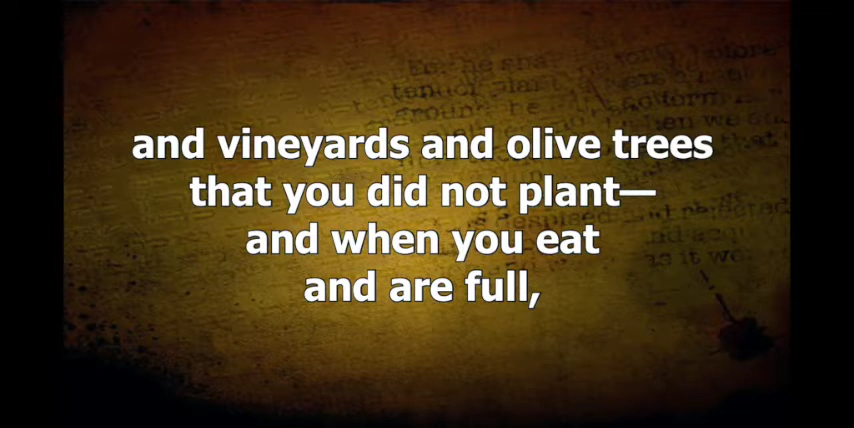 and vineyards and olive trees
that you did not plant—
and when you eat
and are full,